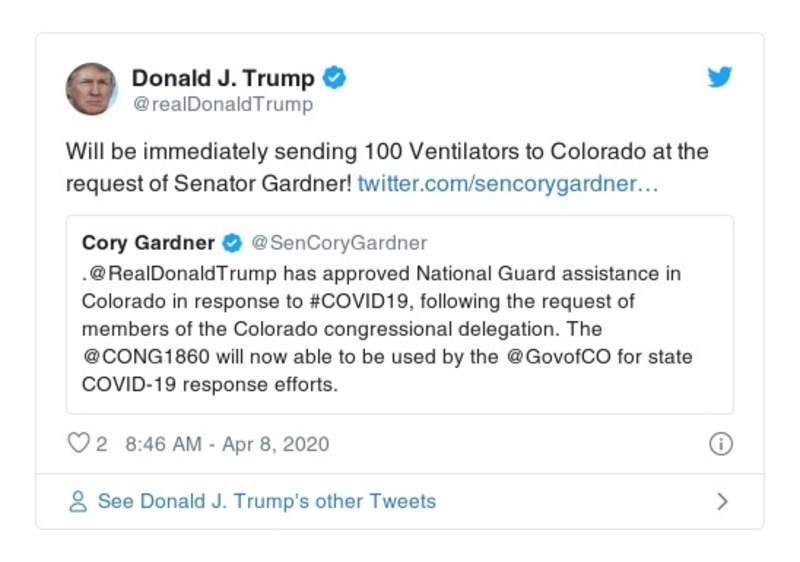 Donald J. Trump
@realDonaldTrump
Will be immediately sending 100 Ventilators to Colorado at the
request of Senator Gardner! twitter.com/sencorygardner…
Cory Gardner @SenCoryGardner
.@RealDonaldTrump has approved National Guard assistance in
Colorado in response to #COVID19, following the request of
members of the Colorado congressional delegation. The
@CONG1860 will now able to be used by the @GovofCO for state
COVID-19 response efforts.
2 8:46 AM - Apr 8, 2020
See Donald J. Trump's other Tweets